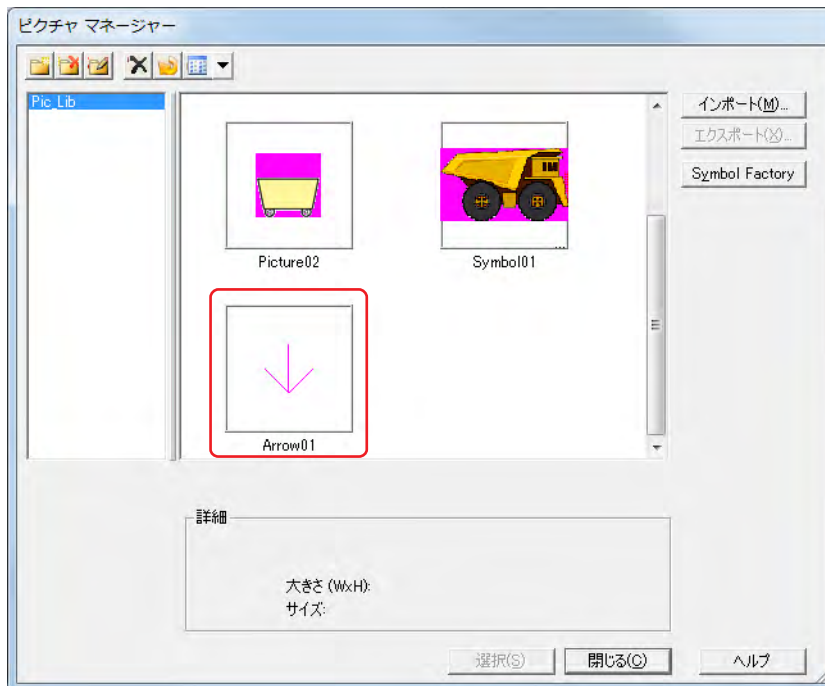 ピクチャ マネージャー
Pic_Lib
インポート(M)...
エクスポート(X)...
Symbol Factory
Picture02
Symbol01
...
Arrow01
詳細
大きさ (WxH):
サイズ:
選択(S)
閉じる(C)
ヘルプ